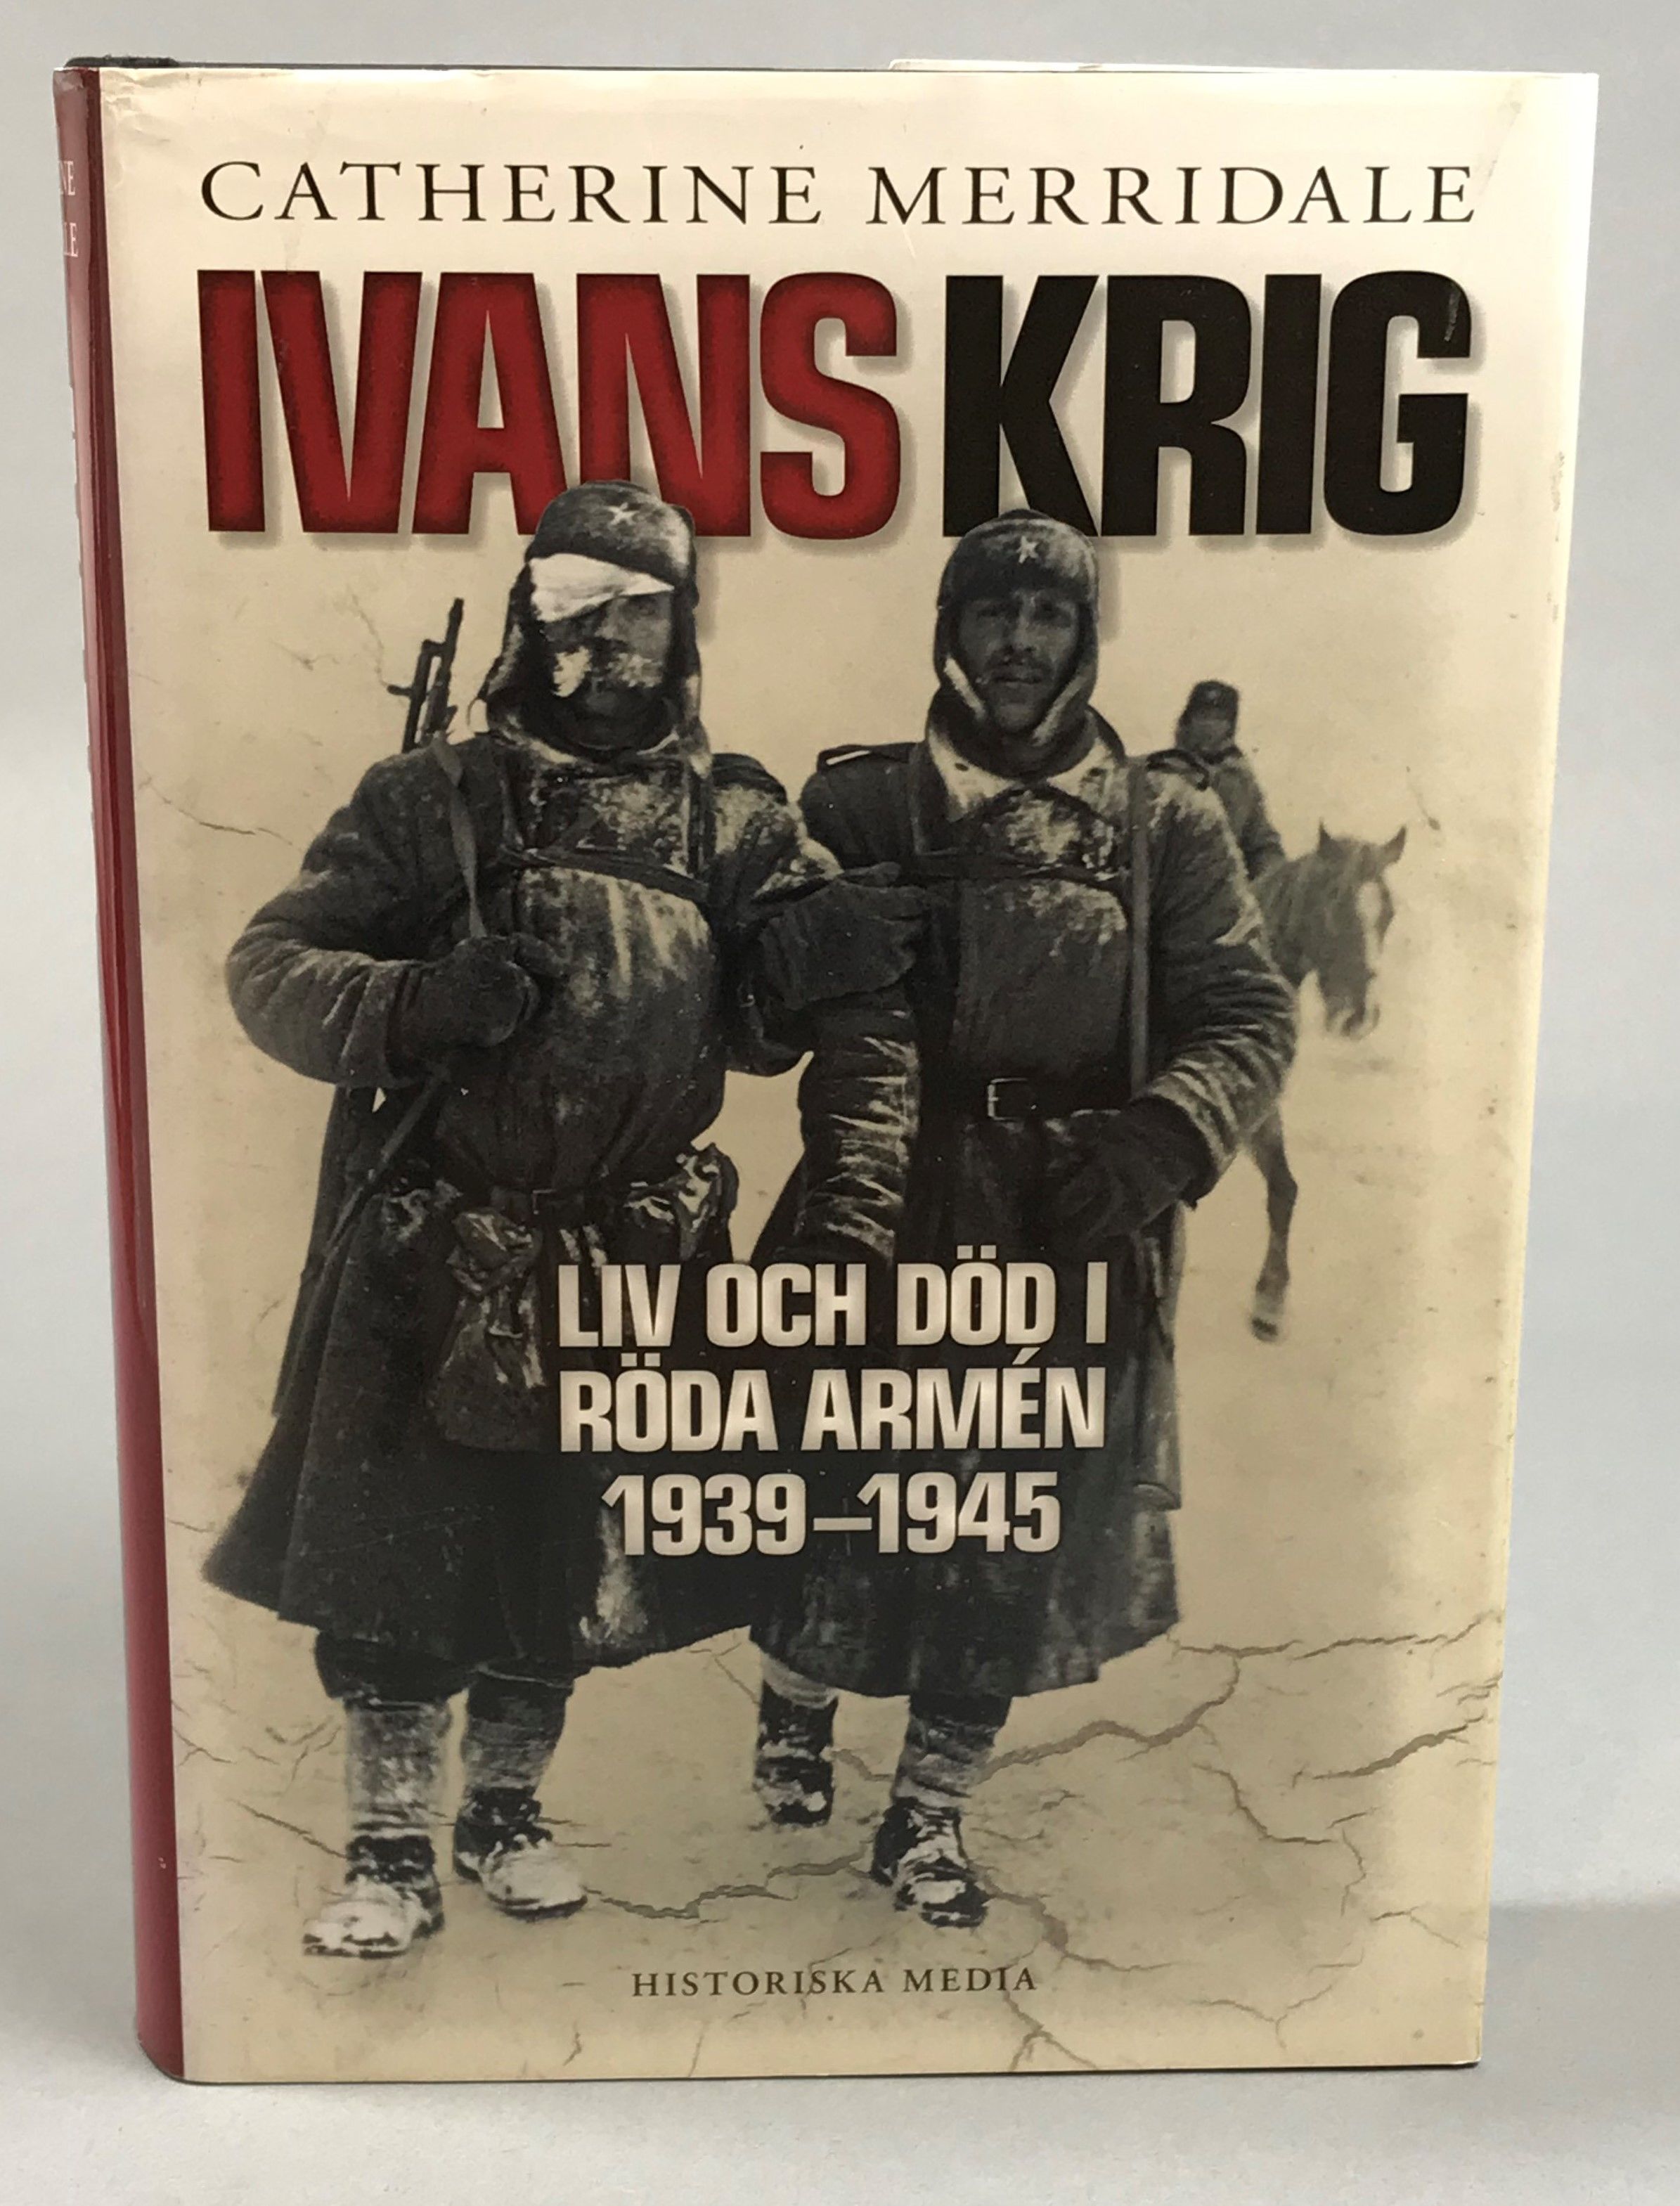 CATHERINE MERRIDALE
IVANS KRIG
LIV OCH DÖD I
RÖDA ARMÉN
1939–1945
HISTORISKA MEDIA